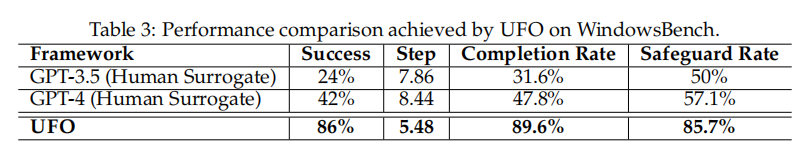 Table 3: Performance comparison achieved by UFO on WindowsBench.
Framework Success Step Completion Rate Safeguard Rate
GPT-3.5 (Human Surrogate) 24% 7.86 31.6% 50%
GPT-4 (Human Surrogate) 42% 8.44 47.8% 57.1%
UFO 86% 5.48 89.6% 85.7%